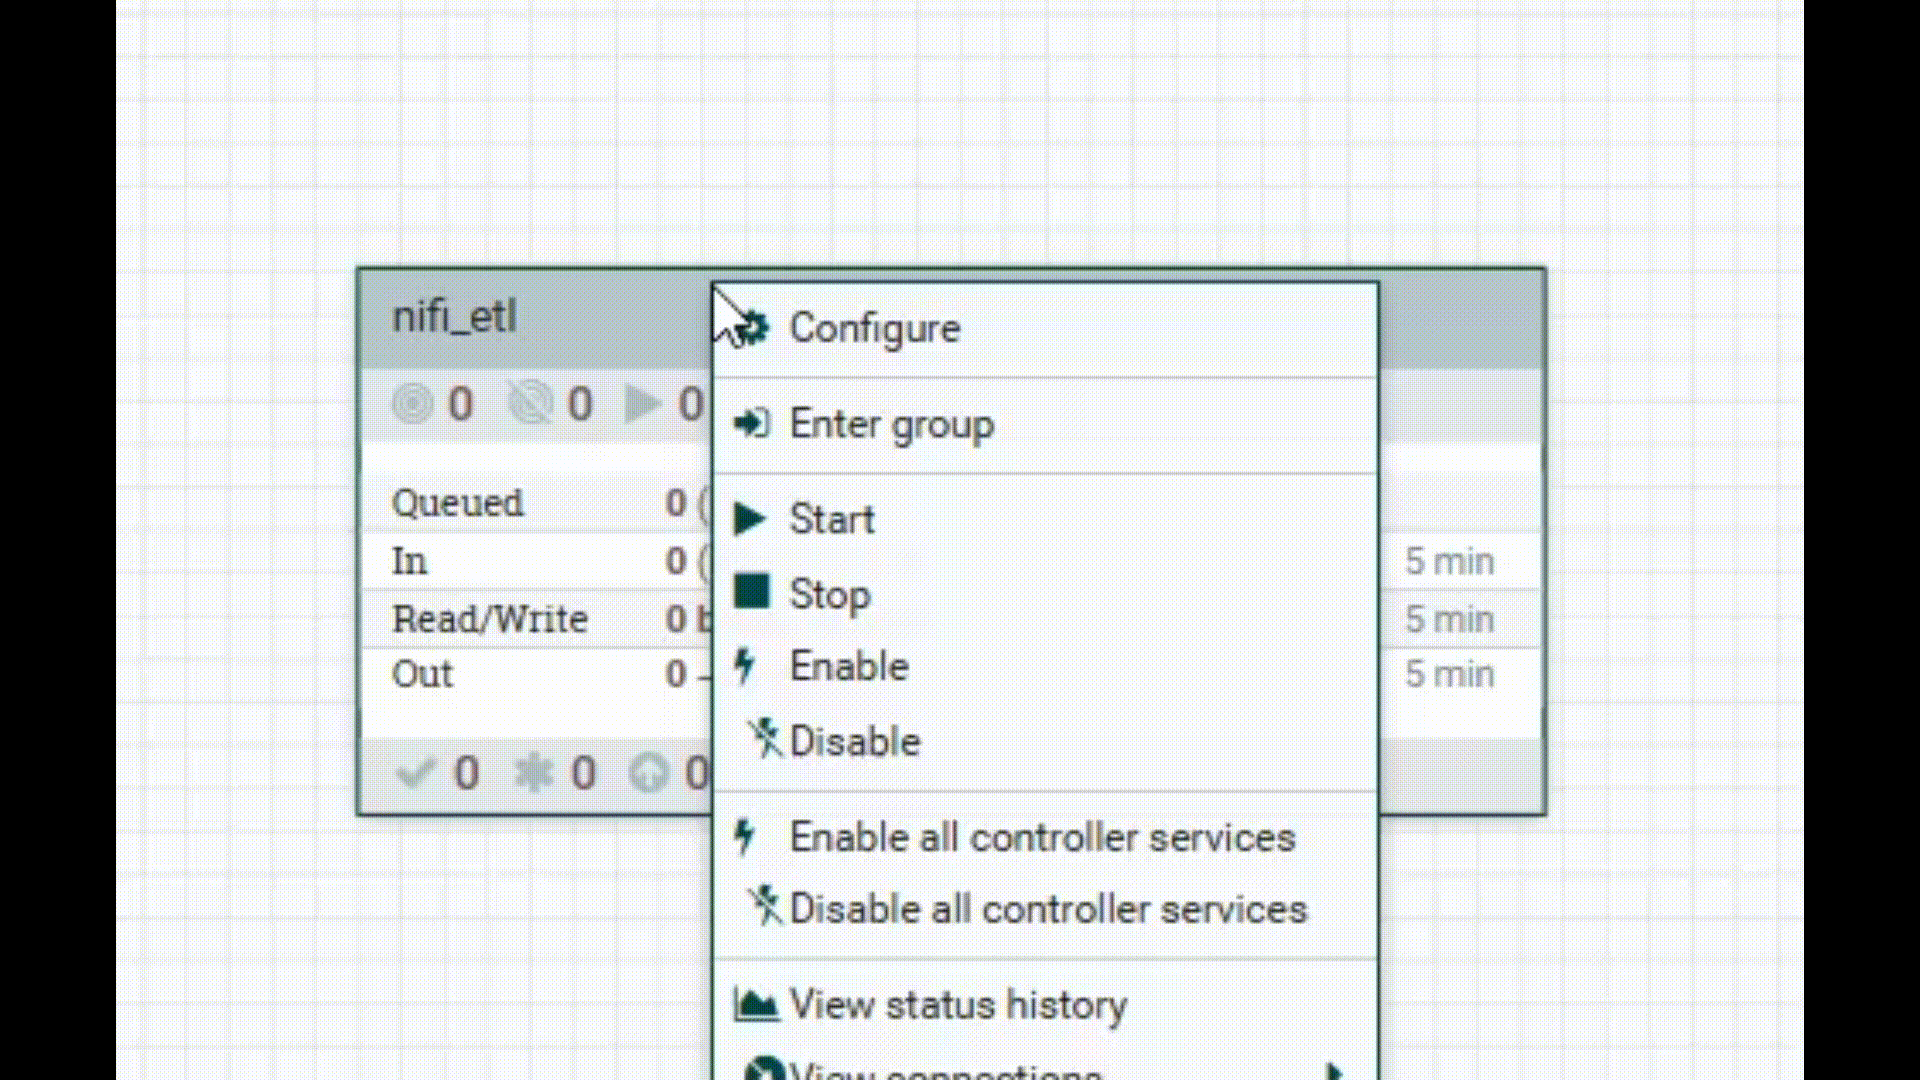 nifi_etl
0 0 0
Queued 0 (
In 0 ( 5 min
Read/Write 0 b 5 min
Out 0 5 min
0 0 0
Configure
Enter group
Start
Stop
Enable
Disable
Enable all controller services
Disable all controller services
View status history
View connections